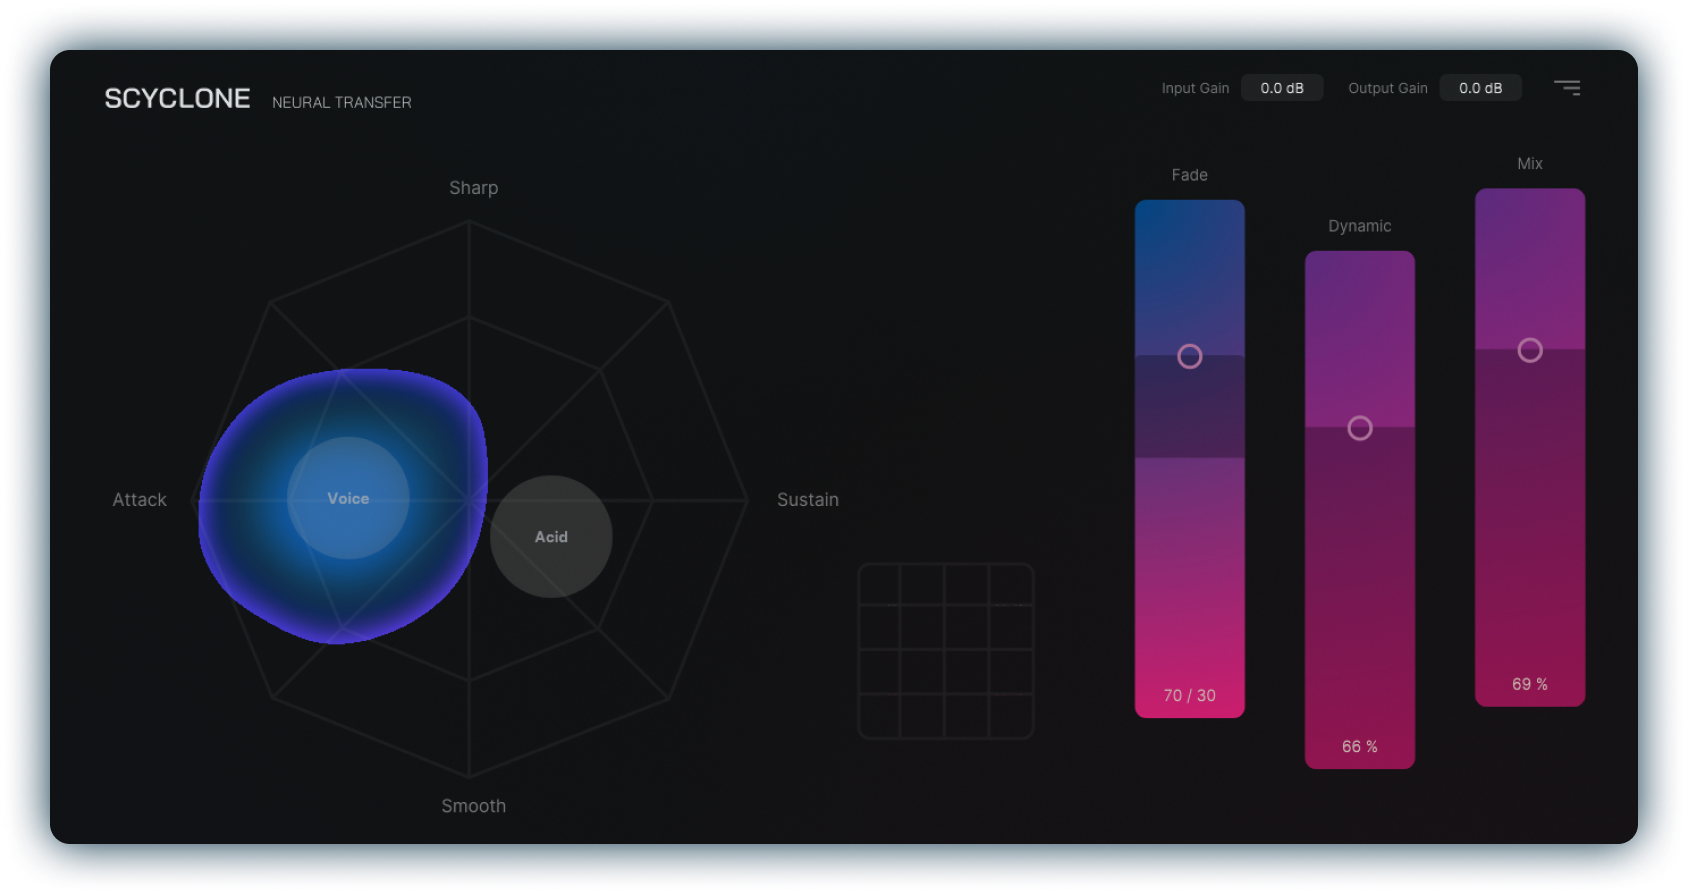 SCYCLONE NEURAL TRANSFER
Input Gain 0.0 dB Output Gain 0.0 dB
Sharp
Attack
Voice
Acid
Sustain
Smooth
Fade
70 / 30
Dynamic
66 %
Mix
69 %